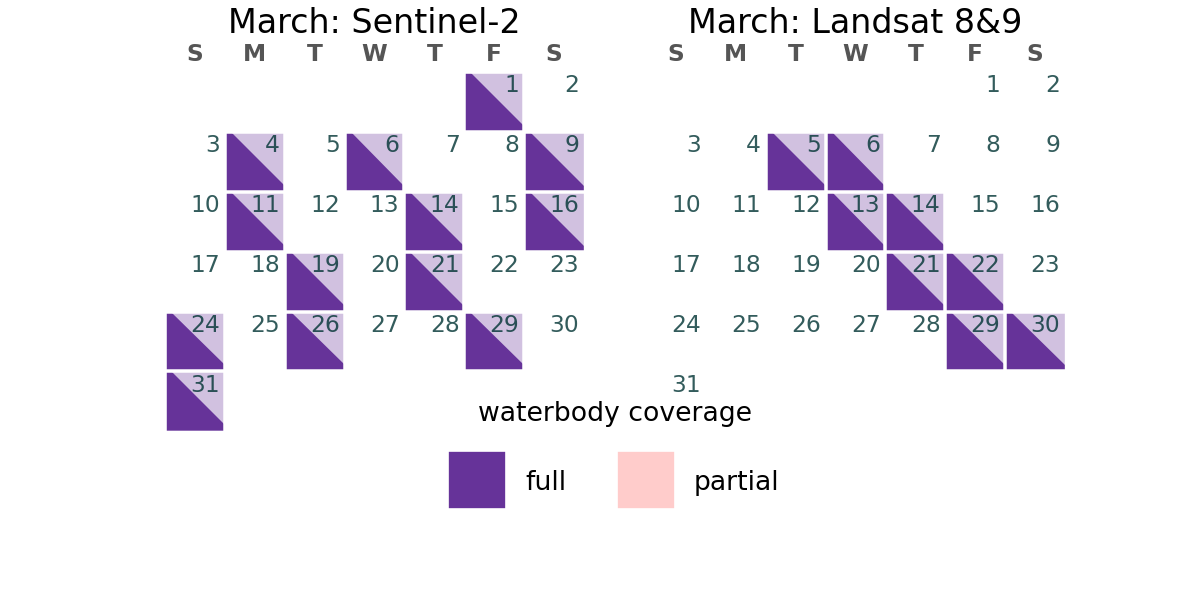 March: Sentinel-2
S M T W T F S
1 2
3 4 5 6 7 8 9
10 11 12 13 14 15 16
17 18 19 20 21 22 23
24 25 26 27 28 29 30
31
March: Landsat 8&9
S M T W T F S
1 2
3 4 5 6 7 8 9
10 11 12 13 14 15 16
17 18 19 20 21 22 23
24 25 26 27 28 29 30
31
waterbody coverage
full
partial